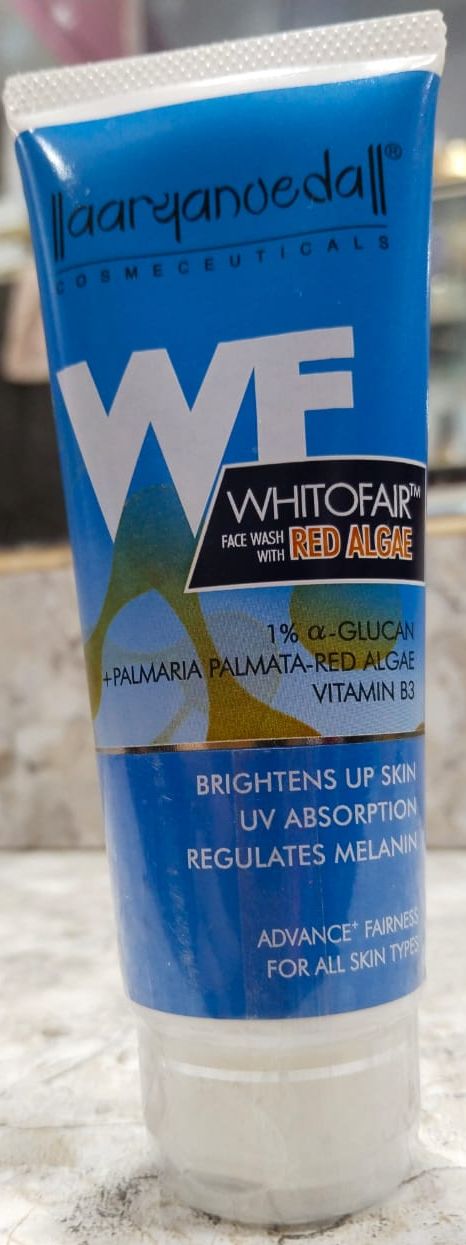 ||aaryanveda||®
COSMECEUTICALS
WF
WHITOFAIR™
FACE WASH
WITH RED ALGAE
1% α-GLUCAN
+PALMARIA PALMATA-RED ALGAE
VITAMIN B3
BRIGHTENS UP SKIN
UV ABSORPTION
REGULATES MELANIN
ADVANCE+ FAIRNESS
FOR ALL SKIN TYPES